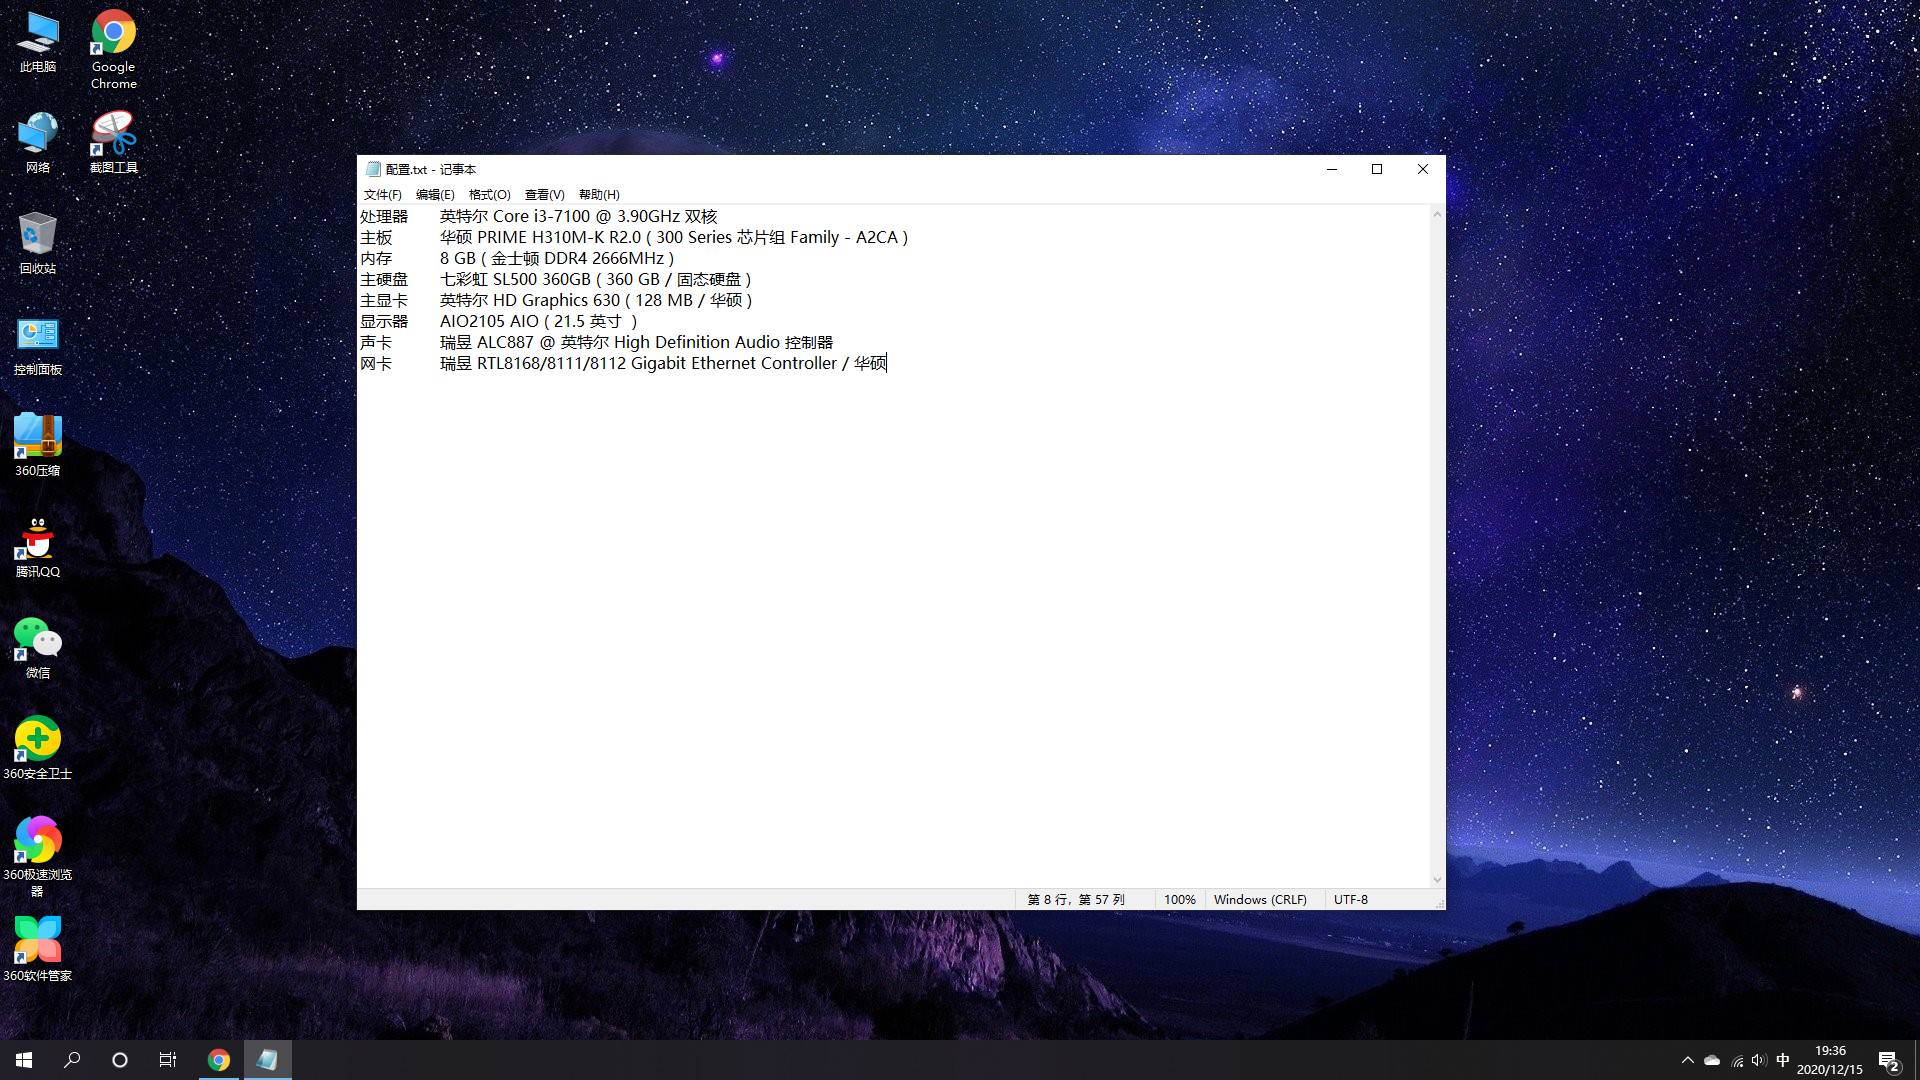 此电脑
Google
Chrome
网络
截图工具
回收站
控制面板
360压缩
腾讯QQ
微信
360安全卫士
360极速浏览
器
360软件管家
配置.txt - 记事本
文件(F) 编辑(E) 格式(O) 查看(V) 帮助(H)
处理器 英特尔 Core i3-7100 @ 3.90GHz 双核
主板 华硕 PRIME H310M-K R2.0 ( 300 Series 芯片组 Family - A2CA )
内存 8 GB ( 金士顿 DDR4 2666MHz )
主硬盘 七彩虹 SL500 360GB ( 360 GB / 固态硬盘 )
主显卡 英特尔 HD Graphics 630 ( 128 MB / 华硕 )
显示器 AIO2105 AIO ( 21.5 英寸  )
声卡 瑞昱 ALC887 @ 英特尔 High Definition Audio 控制器
网卡 瑞昱 RTL8168/8111/8112 Gigabit Ethernet Controller / 华硕
第 8 行，第 57 列 100% Windows (CRLF) UTF-8
中
19:36
2020/12/15
2